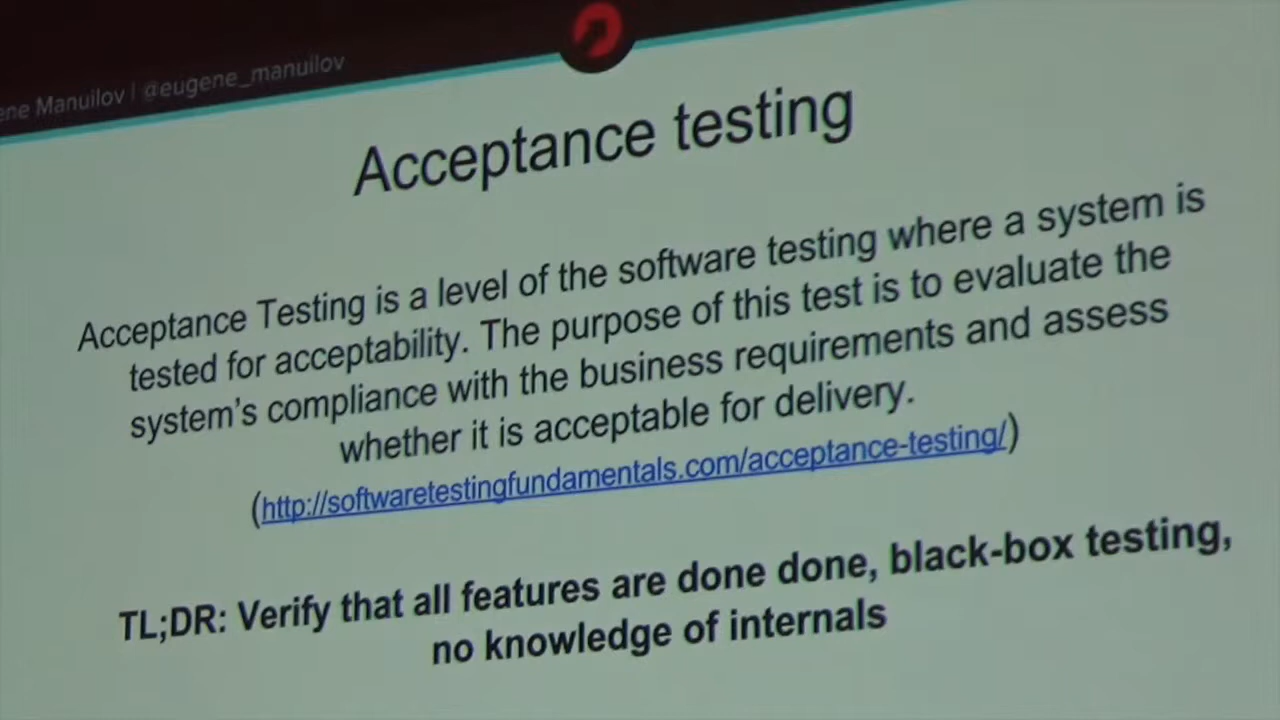 Manuilov | @eugene_manuilov
Acceptance testing
Acceptance Testing is a level of the software testing where a system is
tested for acceptability. The purpose of this test is to evaluate the
system's compliance with the business requirements and assess
whether it is acceptable for delivery.
(http://softwaretestingfundamentals.com/acceptance-testing/)
TL;DR: Verify that all features are done done, black-box testing,
no knowledge of internals